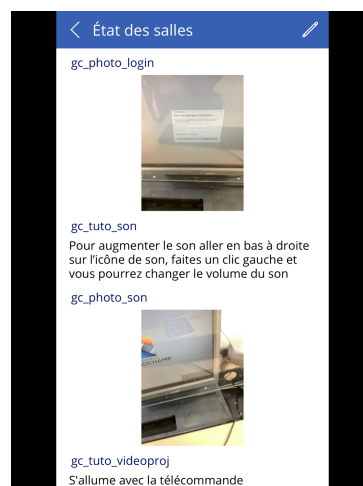 État des salles
gc_photo_login
gc_tuto_son
Pour augmenter le son aller en bas à droite
sur l'icône de son, faites un clic gauche et
vous pourrez changer le volume du son
gc_photo_son
gc_tuto_videoproj
S'allume avec la télécommande